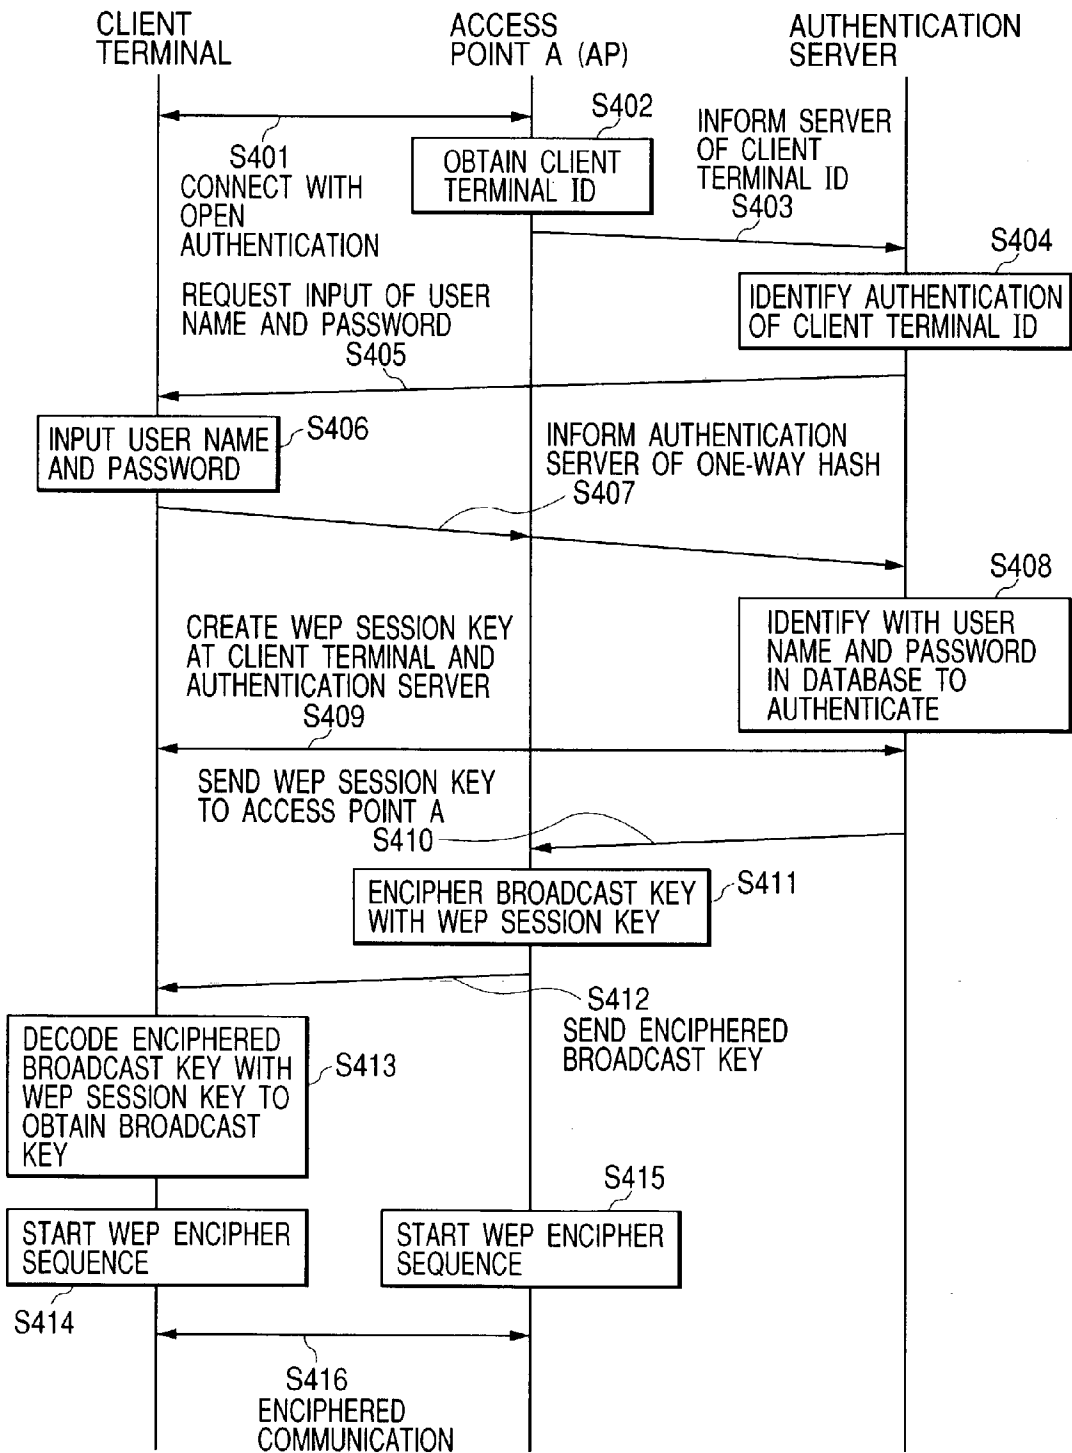 CLIENT
TERMINAL
ACCESS
POINT A (AP)
AUTHENTICATION
SERVER
S401
CONNECT WITH
OPEN
AUTHENTICATION
S402
OBTAIN CLIENT
TERMINAL ID
INFORM SERVER
OF CLIENT
TERMINAL ID
S403
S404
IDENTIFY AUTHENTICATION
OF CLIENT TERMINAL ID
REQUEST INPUT OF USER
NAME AND PASSWORD
S405
INPUT USER NAME
AND PASSWORD
S406
INFORM AUTHENTICATION
SERVER OF ONE-WAY HASH
S407
S408
IDENTIFY WITH USER
NAME AND PASSWORD
IN DATABASE TO
AUTHENTICATE
CREATE WEP SESSION KEY
AT CLIENT TERMINAL AND
AUTHENTICATION SERVER
S409
SEND WEP SESSION KEY
TO ACCESS POINT A
S410
ENCIPHER BROADCAST KEY
WITH WEP SESSION KEY
S411
S412
SEND ENCIPHERED
BROADCAST KEY
DECODE ENCIPHERED
BROADCAST KEY WITH
WEP SESSION KEY TO
OBTAIN BROADCAST
KEY
S413
START WEP ENCIPHER
SEQUENCE
S414
S415
START WEP ENCIPHER
SEQUENCE
S416
ENCIPHERED
COMMUNICATION